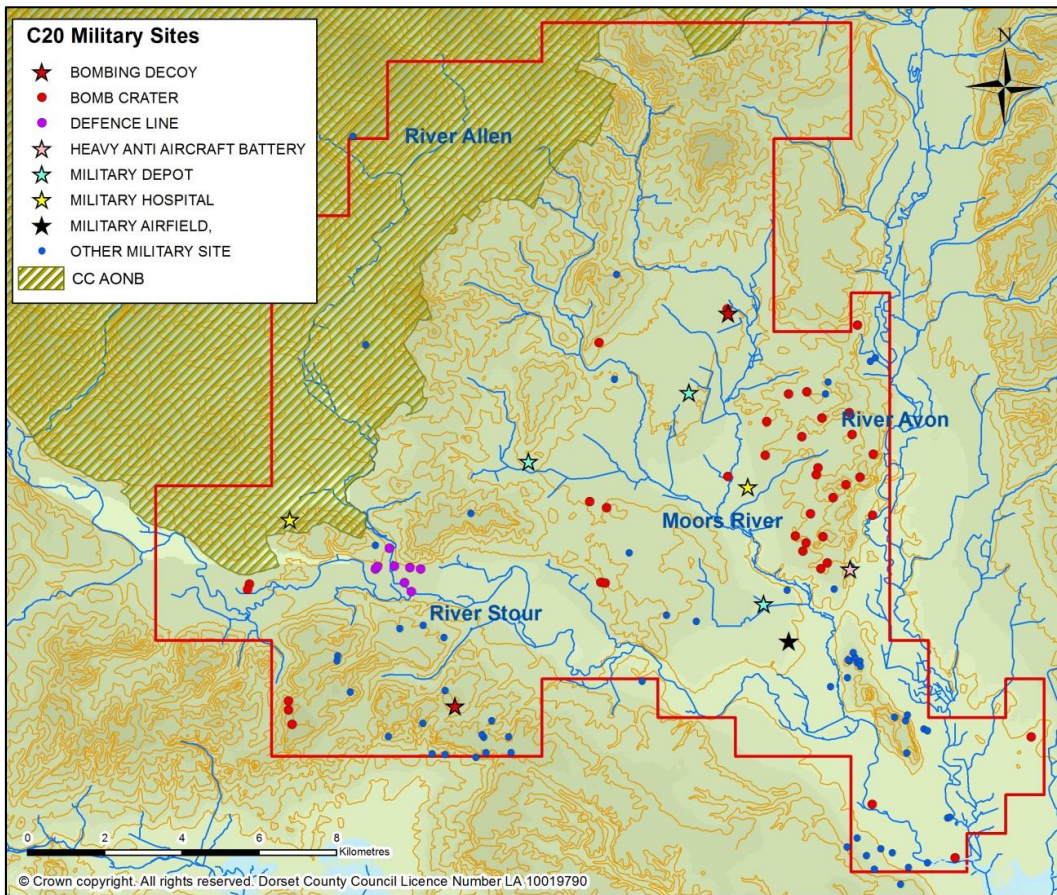 C20 Military Sites
BOMBING DECOY
BOMB CRATER
DEFENCE LINE
HEAVY ANTI AIRCRAFT BATTERY
MILITARY DEPOT
MILITARY HOSPITAL
MILITARY AIRFIELD,
OTHER MILITARY SITE
CC AONB
N
River Allen
River Avon
Moors River
River Stour
0 2 4 6 8
Kilometres
© Crown copyright. All rights reserved. Dorset County Council Licence Number LA 10019790